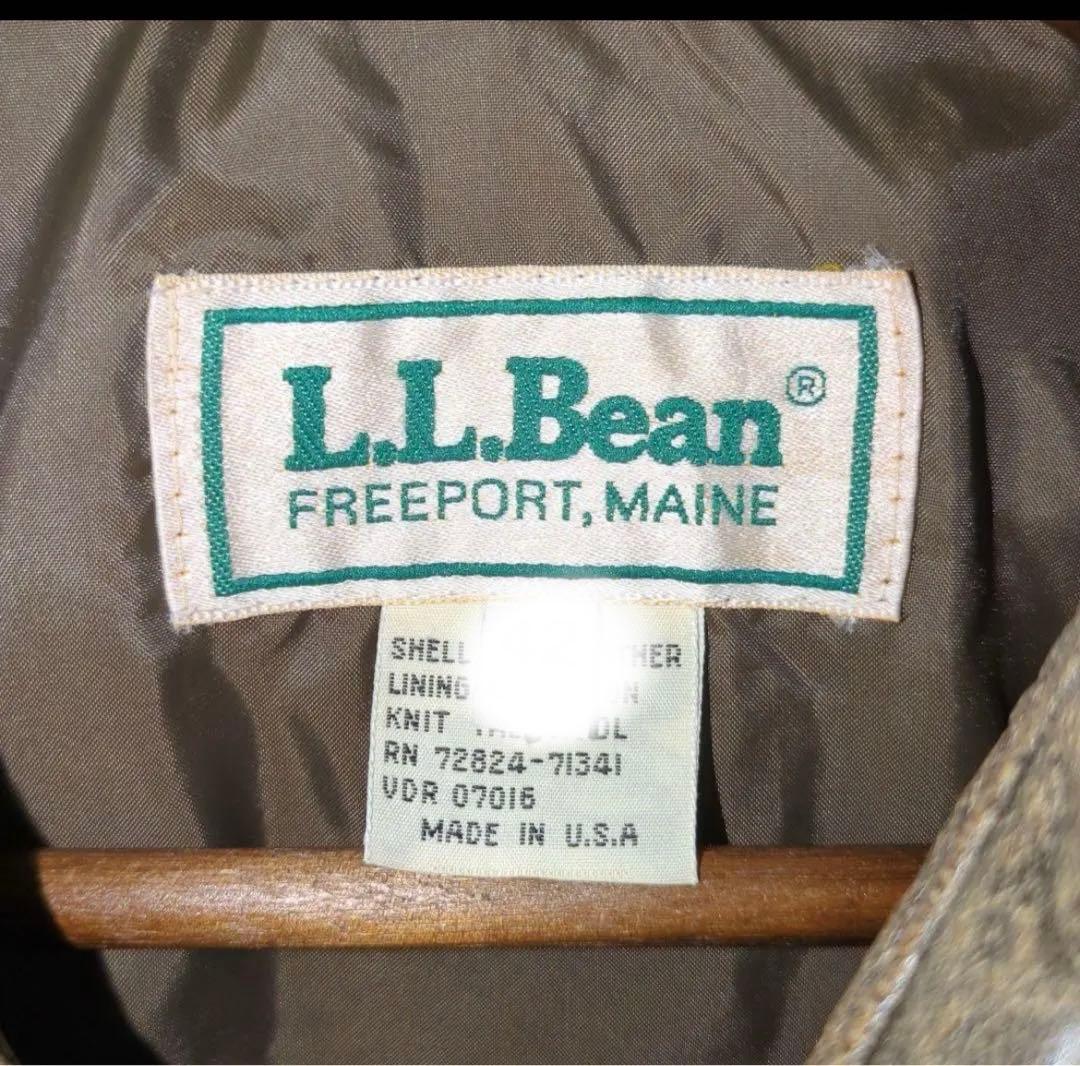 L.L.Bean®
FREEPORT, MAINE
SHELL
LINING
KNIT
RN 72824-71341
VDR 07016
MADE IN U.S.A